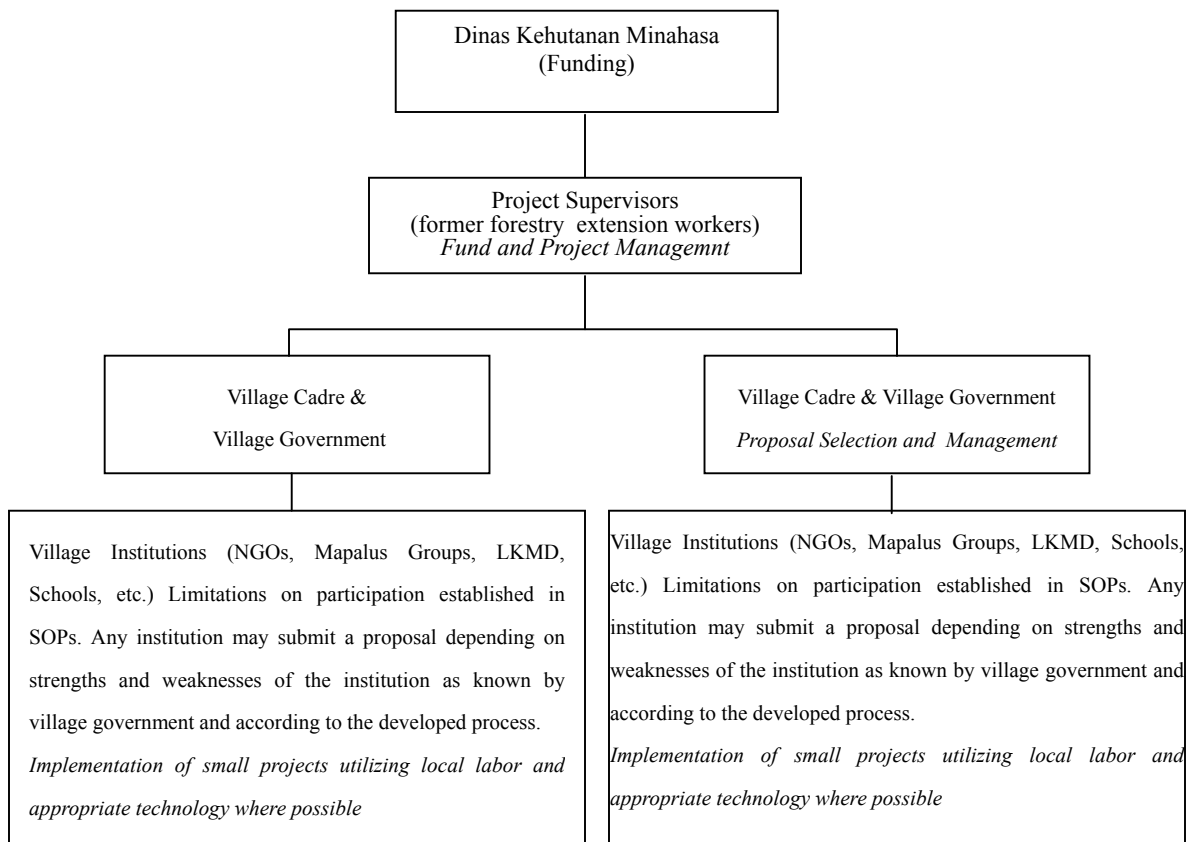 Dinas Kehutanan Minahasa
(Funding)
Project Supervisors
(former forestry extension workers)
Fund and Project Managemnt
Village Cadre &
Village Government
Village Cadre & Village Government
Proposal Selection and Management
Village Institutions (NGOs, Mapalus Groups, LKMD,
Schools, etc.) Limitations on participation established in
SOPs. Any institution may submit a proposal depending on
strengths and weaknesses of the institution as known by
village government and according to the developed process.
Implementation of small projects utilizing local labor and
appropriate technology where possible
Village Institutions (NGOs, Mapalus Groups, LKMD, Schools,
etc.) Limitations on participation established in SOPs. Any
institution may submit a proposal depending on strengths and
weaknesses of the institution as known by village government and
according to the developed process.
Implementation of small projects utilizing local labor and
appropriate technology where possible